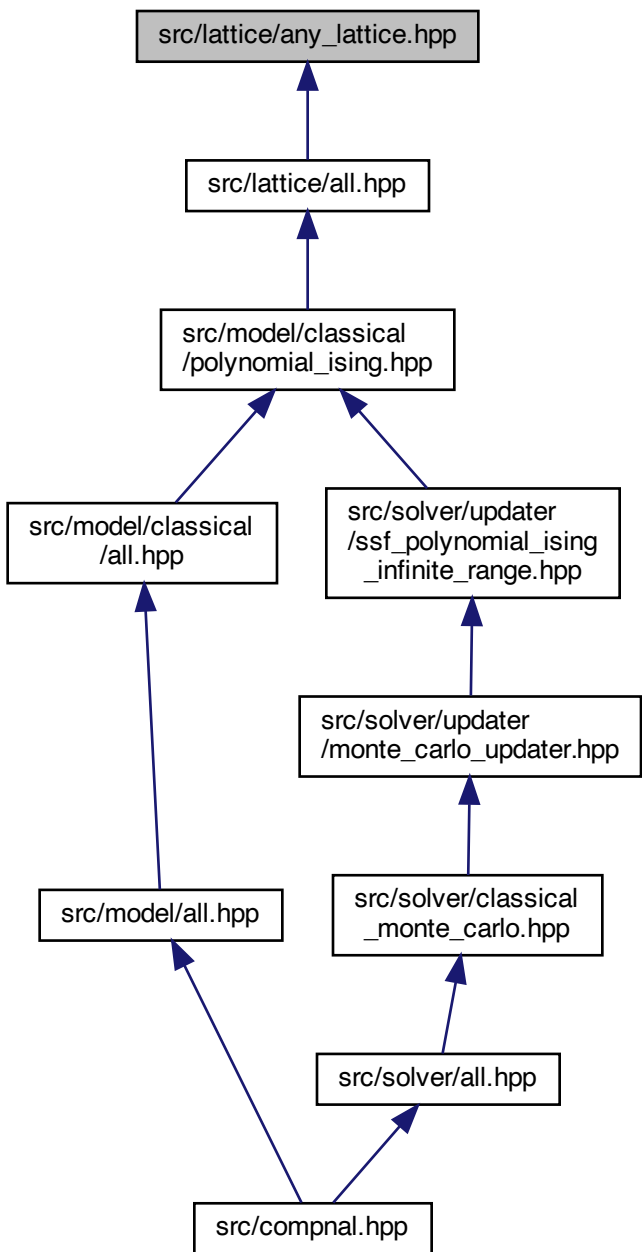 src/lattice/any_lattice.hpp
src/lattice/all.hpp
src/model/classical
/polynomial_ising.hpp
src/model/classical
/all.hpp
src/solver/updater
/ssf_polynomial_ising
_infinite_range.hpp
src/solver/updater
/monte_carlo_updater.hpp
src/model/all.hpp
src/solver/classical
_monte_carlo.hpp
src/solver/all.hpp
src/compnal.hpp